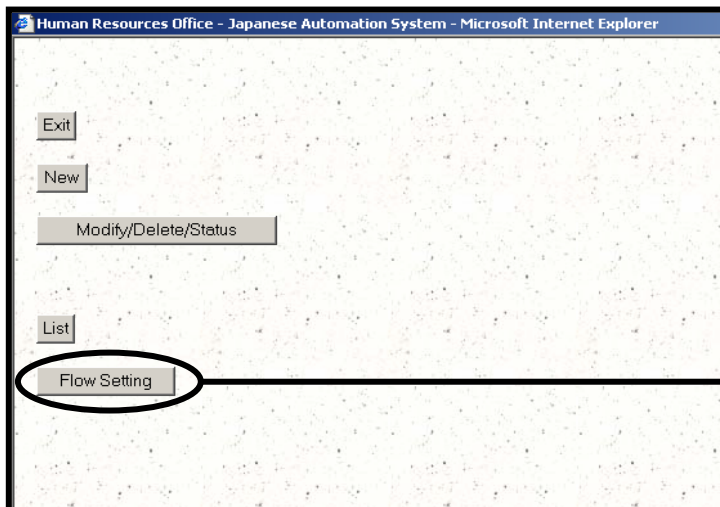 Human Resources Office - Japanese Automation System - Microsoft Internet Explorer
Exit
New
Modify/Delete/Status
List
Flow Setting